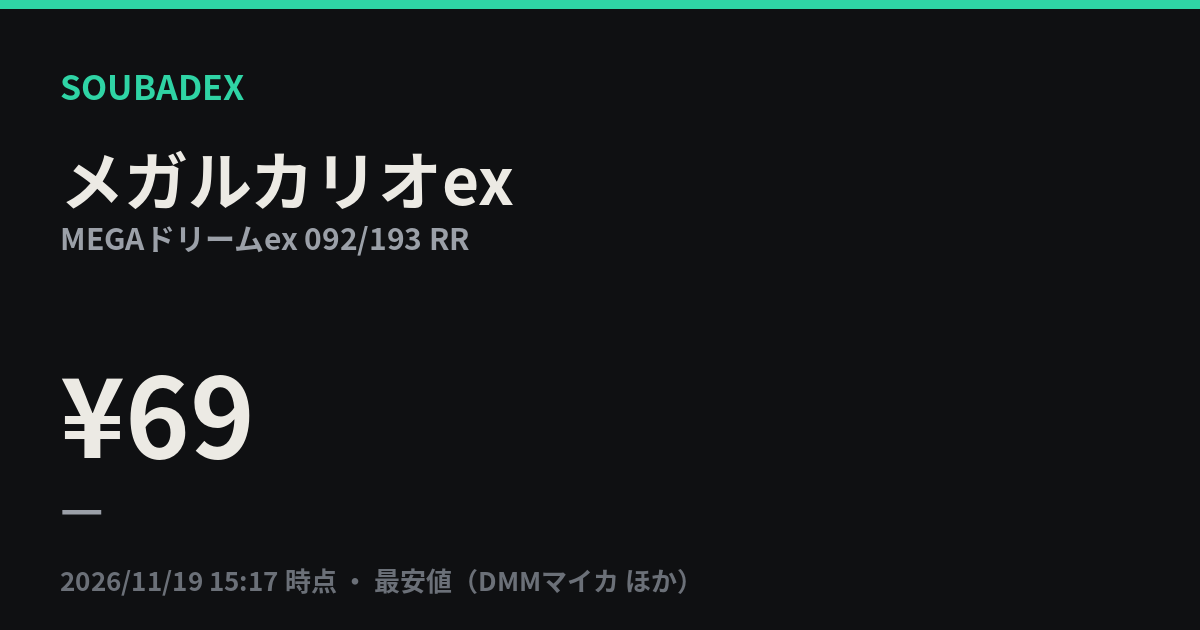 SOUBADEX
メガルカリオex
MEGAドリームex 092/193 RR
¥69
—
2026/11/19 15:17 時点 ・ 最安値（DMMマイカ ほか）